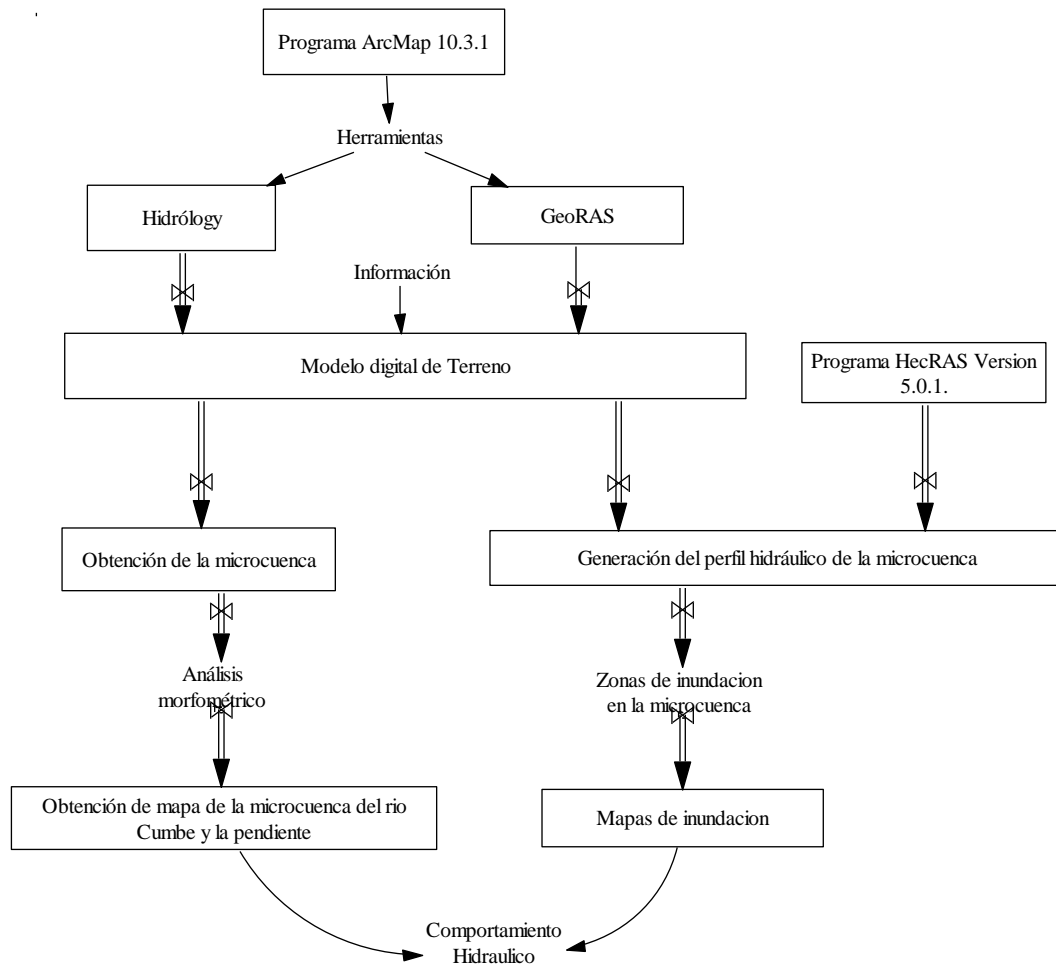 Programa ArcMap 10.3.1
Herramientas
Hidrólogy
GeoRAS
Información
Modelo digital de Terreno
Programa HecRAS Version
5.0.1.
Obtención de la microcuenca
Generación del perfil hidráulico de la microcuenca
Análisis
morfométrico
Zonas de inundacion
en la microcuenca
Obtención de mapa de la microcuenca del rio
Cumbe y la pendiente
Mapas de inundacion
Comportamiento
Hidraulico